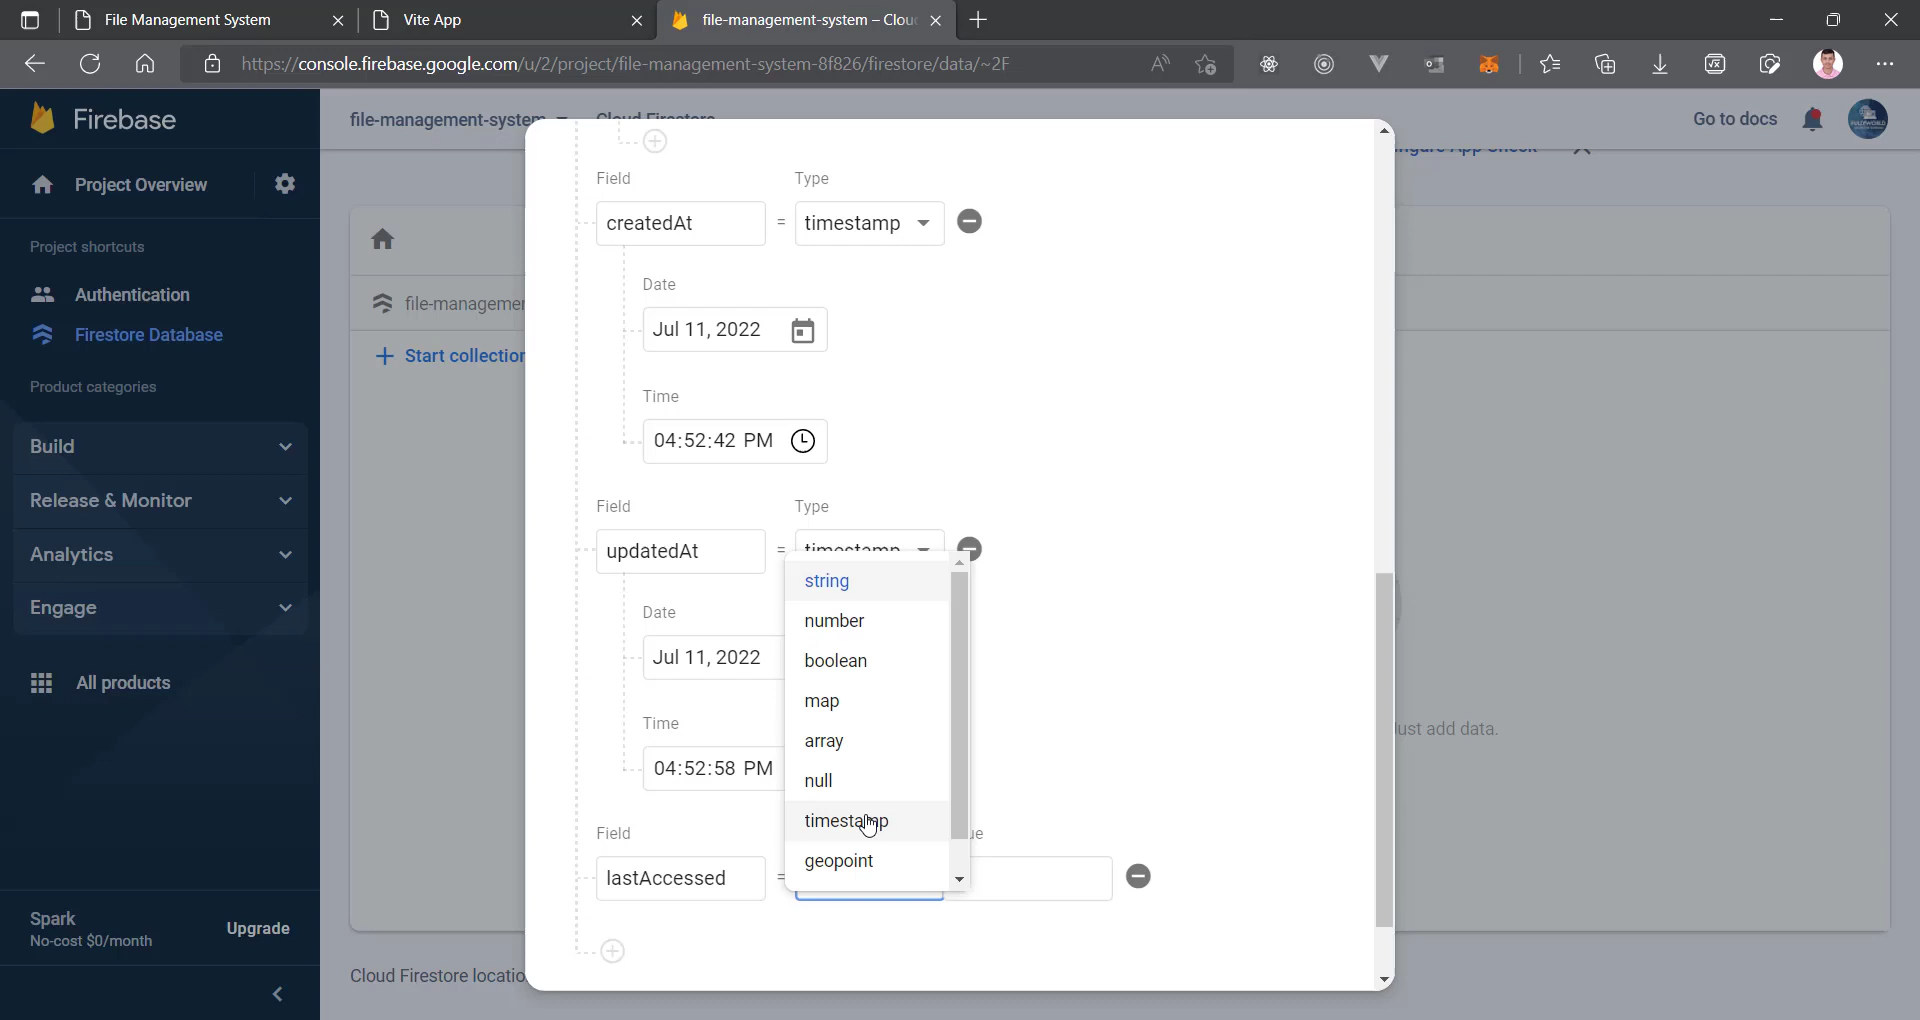 File Management System
Vite App
file-management-system – Clou
https://console.firebase.google.com/u/2/project/file-management-system-8f826/firestore/data/~2F
Firebase
file-management-system
Cloud Firestore
Go to docs
Project Overview
Project shortcuts
Authentication
Firestore Database
Product categories
Build
Release & Monitor
Analytics
Engage
All products
Spark
No-cost $0/month
Upgrade
file-managemen
Start collection
Cloud Firestore locatio
Field
Type
createdAt
=
timestamp
Date
Jul 11, 2022
Time
04:52:42 PM
Field
Type
updatedAt
=
timestamp
Date
Jul 11, 2022
Time
04:52:58 PM
Field
ue
lastAccessed
=
string
number
boolean
map
array
null
timestamp
geopoint
Just add data.